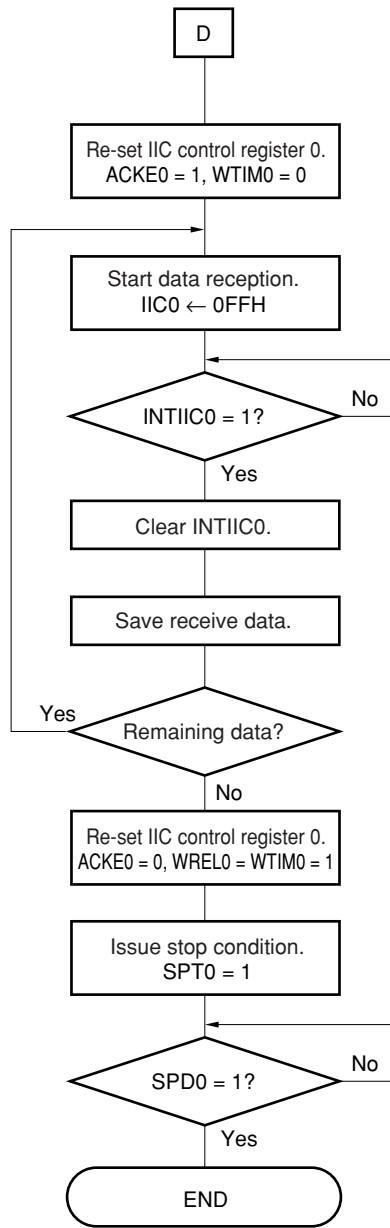 D
Re-set IIC control register 0.
ACKE0 = 1, WTIM0 = 0
Start data reception.
IIC0 ← 0FFH
INTIIC0 = 1?
No
Yes
Clear INTIIC0.
Save receive data.
Yes
Remaining data?
No
Re-set IIC control register 0.
ACKE0 = 0, WREL0 = WTIM0 = 1
Issue stop condition.
SPT0 = 1
SPD0 = 1?
No
Yes
END